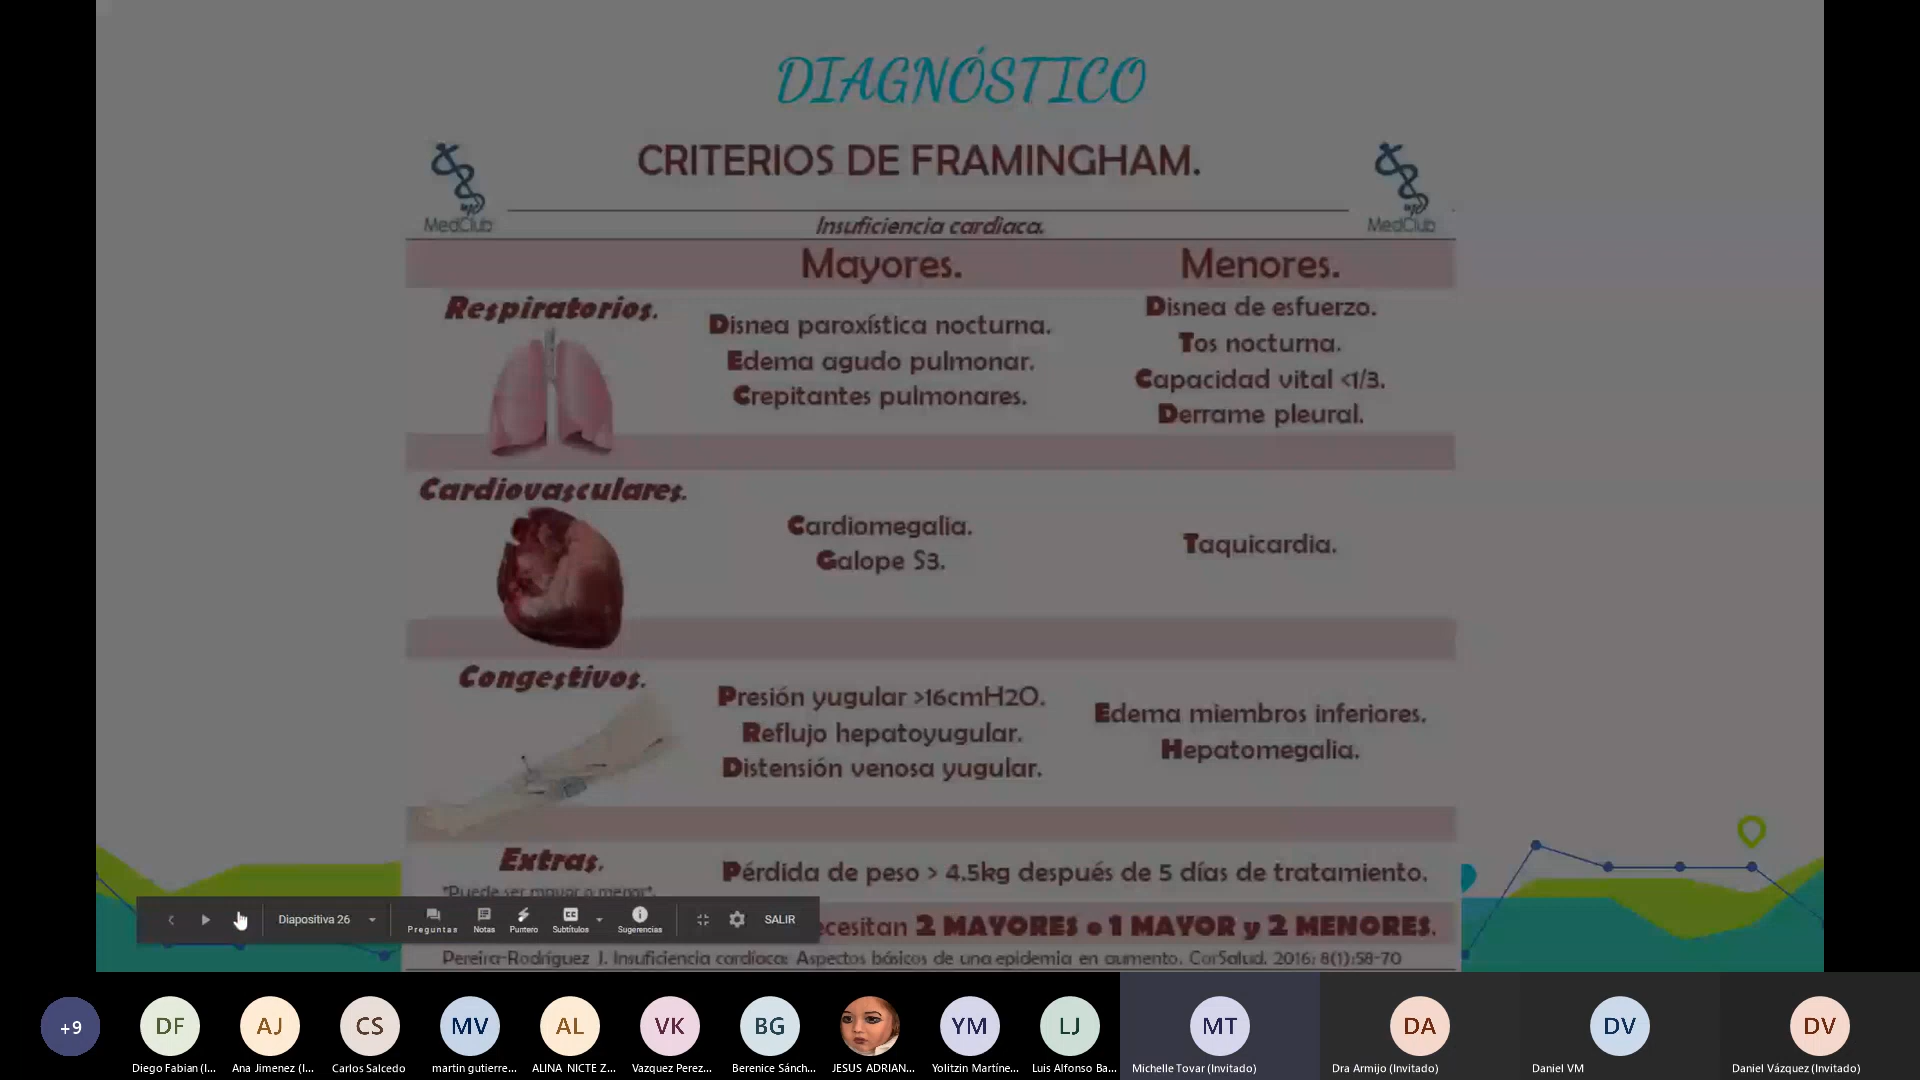 DIAGNÓSTICO
CRITERIOS DE FRAMINGHAM.
MedClub
MedClub
Insuficiencia cardiaca.
Mayores.
Menores.
Respiratorios.
Disnea paroxística nocturna.
Edema agudo pulmonar.
Crepitantes pulmonares.
Disnea de esfuerzo.
Tos nocturna.
Capacidad vital <1/3.
Derrame pleural.
Cardiovasculares.
Cardiomegalia.
Galope S3.
Taquicardia.
Congestivos.
Presión yugular >16cmH2O.
Reflujo hepatoyugular.
Distensión venosa yugular.
Edema miembros inferiores.
Hepatomegalia.
Extras.
*Puede ser mayor o menor*.
Pérdida de peso > 4.5kg después de 5 días de tratamiento.
ecesitan 2 MAYORES o 1 MAYOR y 2 MENORES.
Pereira-Rodríguez J. Insuficiencia cardíaca: Aspectos básicos de una epidemia en aumento. CorSalud. 2016; 8(1):58-70
Diapositiva 26
Preguntas
Notas
Puntero
CC
Subtítulos
Sugerencias
SALIR
+9
DF
AJ
CS
MV
AL
VK
BG
YM
LJ
MT
DA
DV
DV
Diego Fabian (I...
Ana Jimenez (I...
Carlos Salcedo
martin gutierre...
ALINA NICTE Z...
Vazquez Perez...
Berenice Sánch...
JESUS ADRIAN...
Yolitzin Martíne...
Luis Alfonso Ba...
Michelle Tovar (Invitado)
Dra Armijo (Invitado)
Daniel VM
Daniel Vázquez (Invitado)